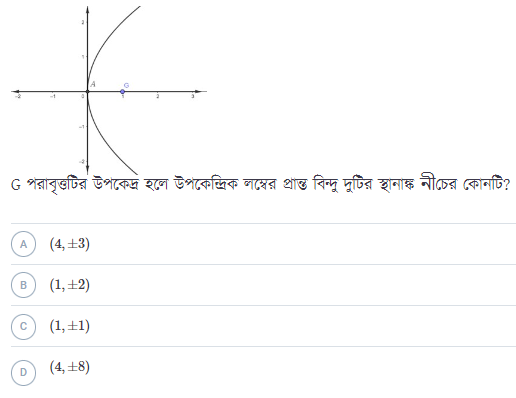 2
1
A
G
-2 -1 0 1 2 3
-1
-2
G পরাবৃত্তটির উপকেন্দ্র হলে উপকেন্দ্রিক লম্বের প্রান্ত বিন্দু দুটির স্থানাঙ্ক নীচের কোনটি?
A (4, ±3)
B (1, ±2)
C (1, ±1)
D (4, ±8)